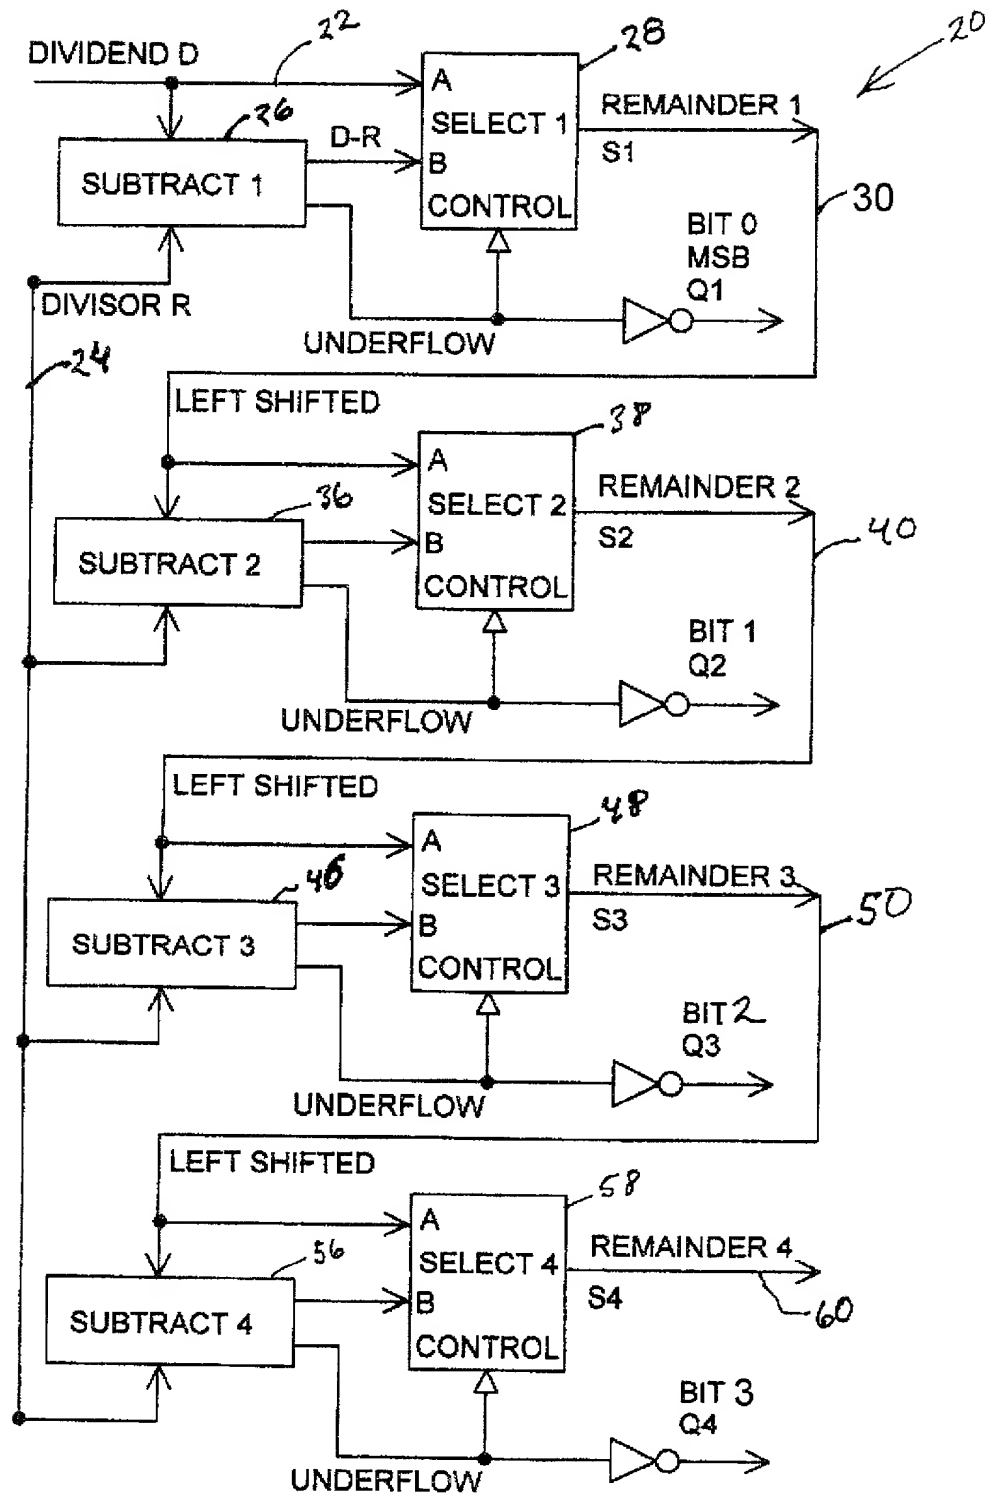 22
28
20
DIVIDEND D
A
26
REMAINDER 1
D-R
SELECT 1
S1
SUBTRACT 1
B
30
CONTROL
BIT 0
MSB
Q1
DIVISOR R
UNDERFLOW
24
LEFT SHIFTED
38
A
36
REMAINDER 2
SELECT 2
S2
40
SUBTRACT 2
B
CONTROL
BIT 1
Q2
UNDERFLOW
LEFT SHIFTED
48
A
46
REMAINDER 3
SELECT 3
S3
50
SUBTRACT 3
B
CONTROL
BIT 2
Q3
UNDERFLOW
LEFT SHIFTED
58
A
56
REMAINDER 4
SELECT 4
S4
60
SUBTRACT 4
B
CONTROL
BIT 3
Q4
UNDERFLOW